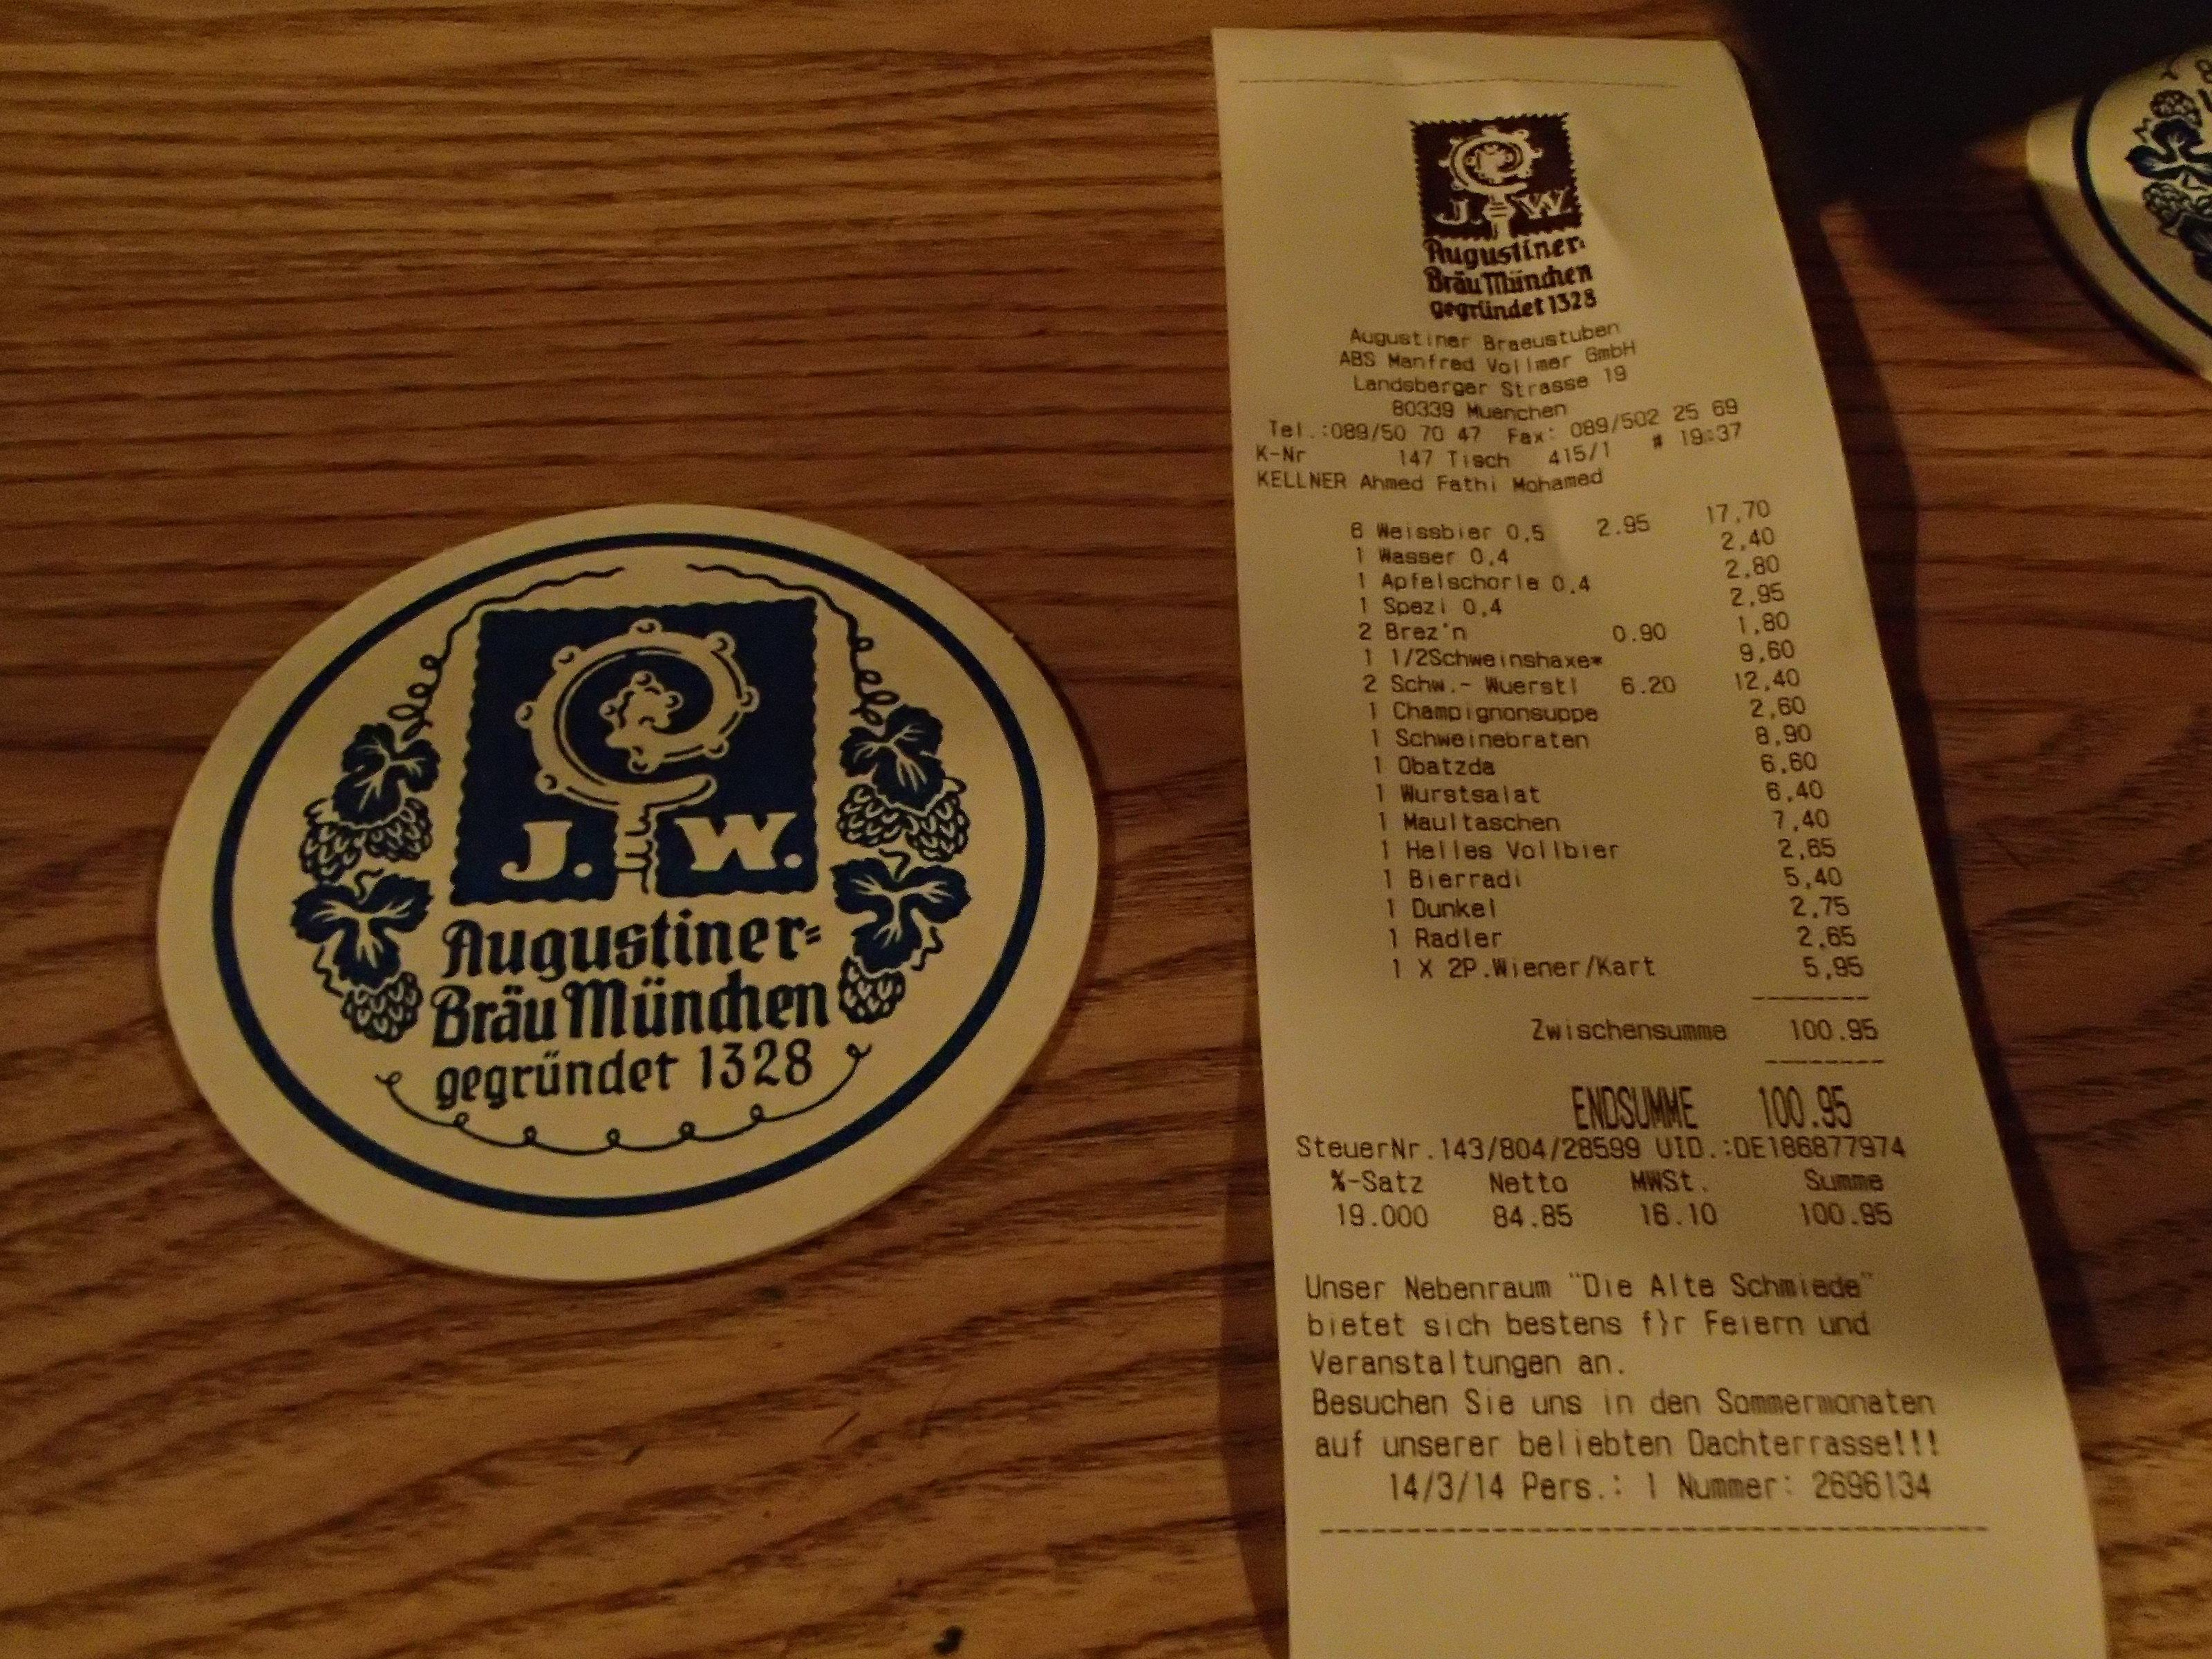 J. W.
Augustiner-
Bräu München
gegründet 1328
J. W.
Augustiner-
Bräu München
gegründet 1328
Augustiner Braeustuben
ABS Manfred Vollmer GmbH
Landsberger Strasse 19
80339 Muenchen
Tel.:089/50 70 47 Fax: 089/502 25 69
K-Nr 147 Tisch 415/1 # 19:37
KELLNER Ahmed Fathi Mohamed
6 Weissbier 0,5 2.95 17,70
1 Wasser 0,4 2,40
1 Apfelschorle 0,4 2,80
1 Spezi 0,4 2,95
2 Brez'n 0.90 1,80
1 1/2Schweinshaxe* 9,60
2 Schw.- Wuerstl 6.20 12,40
1 Champignonsuppe 2,60
1 Schweinebraten 8,90
1 Obatzda 6,60
1 Wurstsalat 6,40
1 Maultaschen 7,40
1 Helles Vollbier 2,65
1 Bierradi 5,40
1 Dunkel 2,75
1 Radler 2,65
1 X 2P.Wiener/Kart 5,95
Zwischensumme 100.95
ENDSUMME 100.95
SteuerNr.143/804/28599 UID.:DE186877974
%-Satz Netto MWSt. Summe
19.000 84.85 16.10 100.95
Unser Nebenraum "Die Alte Schmiede"
bietet sich bestens f}r Feiern und
Veranstaltungen an.
Besuchen Sie uns in den Sommermonaten
auf unserer beliebten Dachterrasse!!!
14/3/14 Pers.: 1 Nummer: 2696134